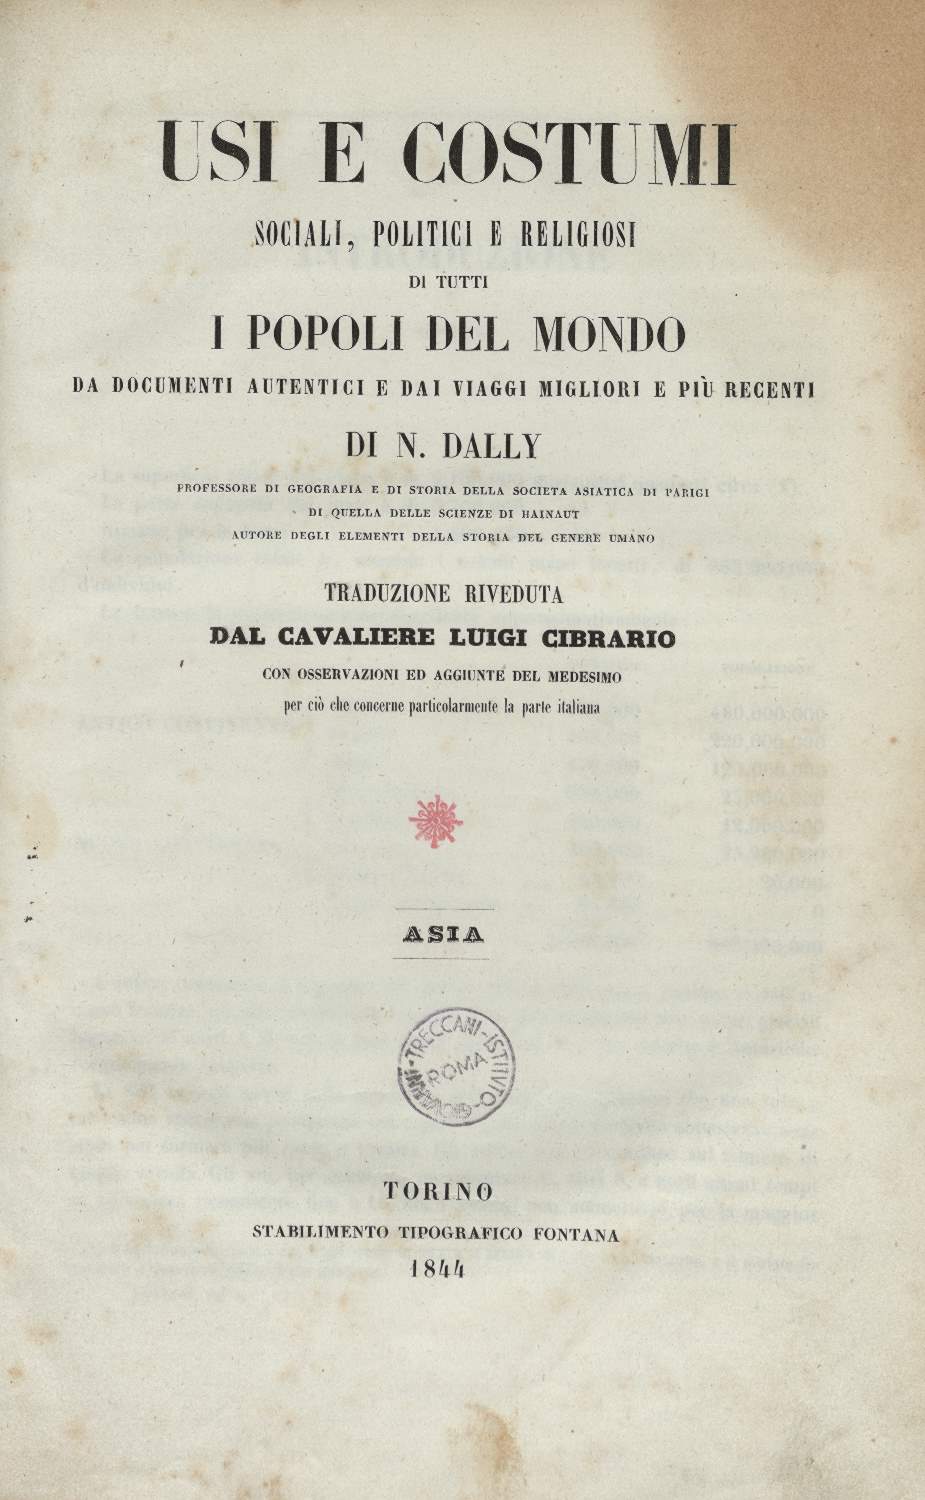 USI E COSTUMI
SOCIALI, POLITICI E RELIGIOSI
DI TUTTI
I POPOLI DEL MONDO
DA DOCUMENTI AUTENTICI E DAI VIAGGI MIGLIORI E PIÙ RECENTI
DI N. DALLY
PROFESSORE DI GEOGRAFIA E DI STORIA DELLA SOCIETA ASIATICA DI PARIGI
DI QUELLA DELLE SCIENZE DI HAINAUT
AUTORE DEGLI ELEMENTI DELLA STORIA DEL GENERE UMANO
TRADUZIONE RIVEDUTA
DAL CAVALIERE LUIGI CIBRARIO
CON OSSERVAZIONI ED AGGIUNTE DEL MEDESIMO
per ciò che concerne particolarmente la parte italiana
ASIA
ISTITVTO-GIOVANNI-TRECCANI-
ROMA
TORINO
STABILIMENTO TIPOGRAFICO FONTANA
1844